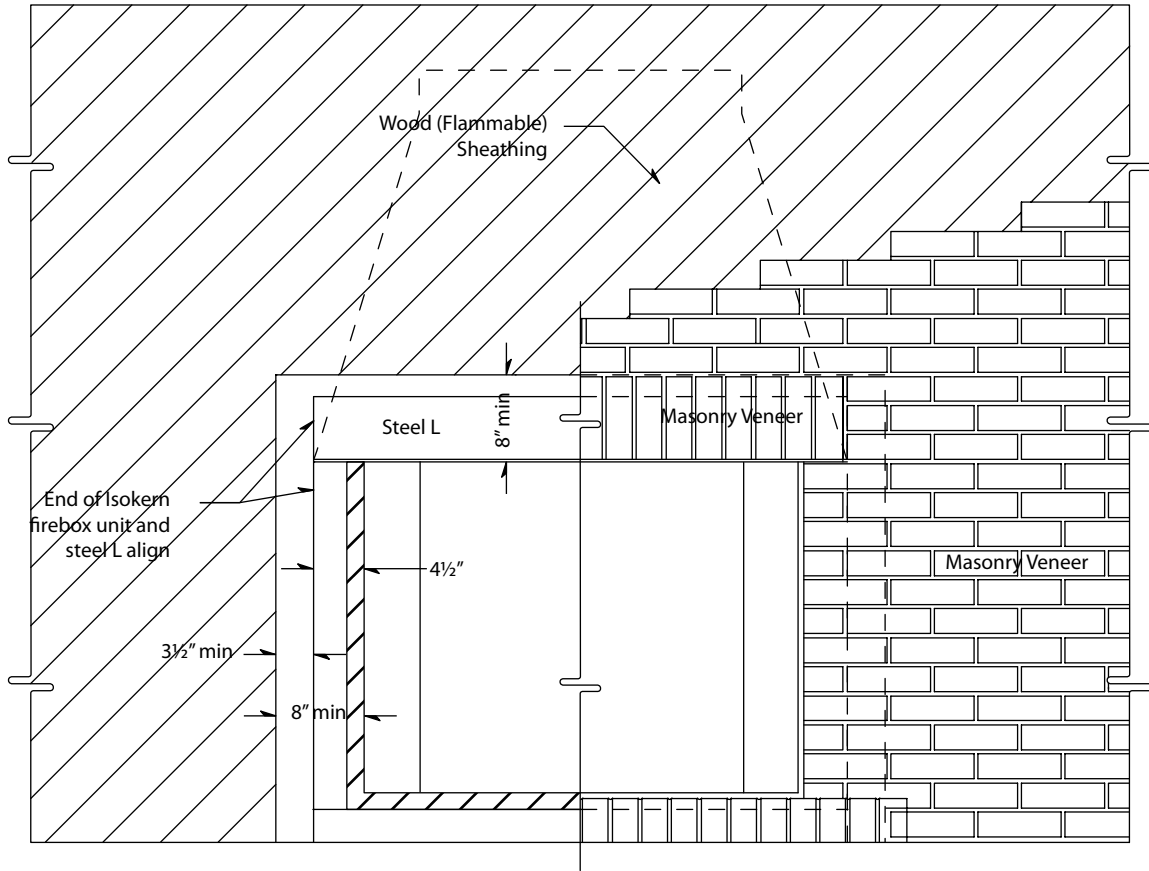 Wood (Flammable)
Sheathing
Steel L
8" min
Masonry Veneer
End of Isokern
firebox unit and
steel L align
4½"
Masonry Veneer
3½" min
8" min